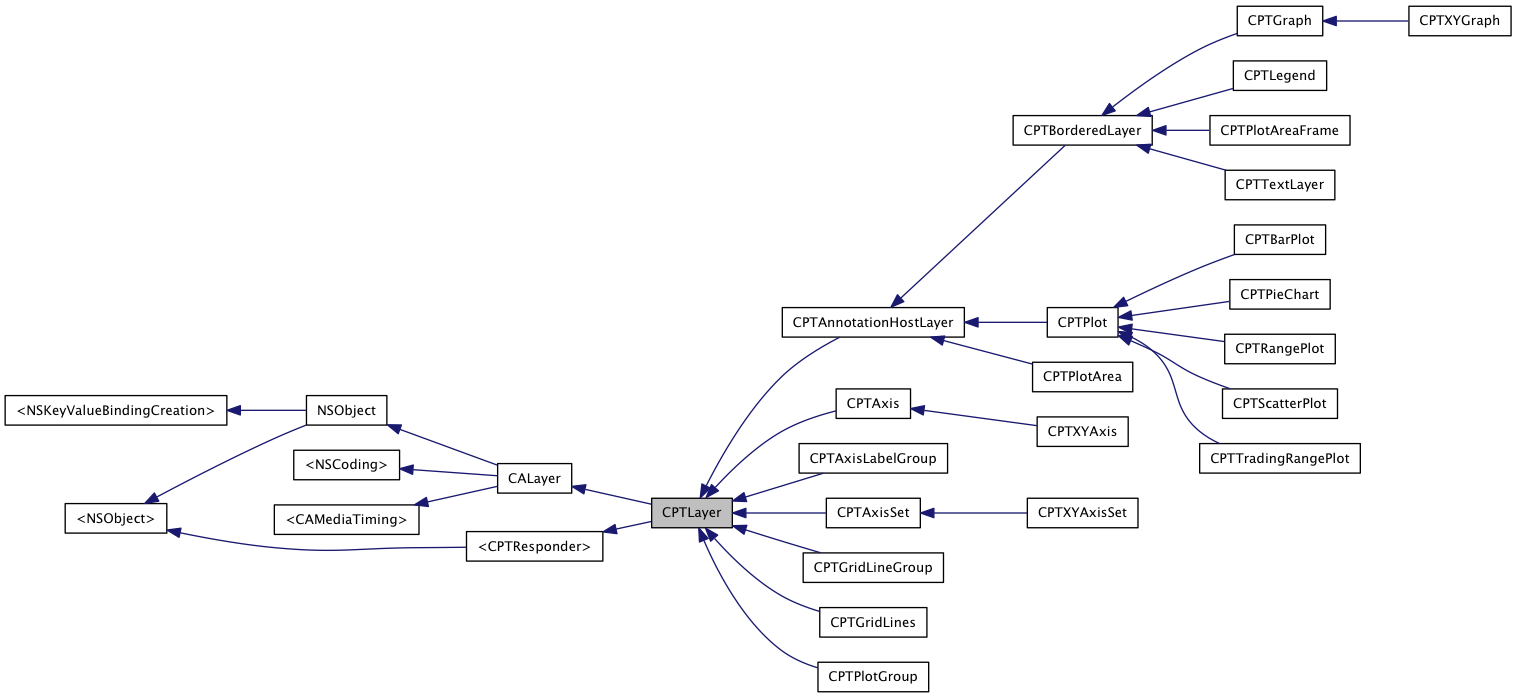 CPTGraph
CPTXYGraph
CPTLegend
CPTBorderedLayer
CPTPlotAreaFrame
CPTTextLayer
CPTBarPlot
CPTPieChart
CPTAnnotationHostLayer
CPTPlot
CPTRangePlot
CPTPlotArea
CPTScatterPlot
<NSKeyValueBindingCreation>
NSObject
CPTAxis
CPTXYAxis
CPTTradingRangePlot
<NSCoding>
CPTAxisLabelGroup
CALayer
<NSObject>
<CAMediaTiming>
CPTLayer
CPTAxisSet
CPTXYAxisSet
<CPTResponder>
CPTGridLineGroup
CPTGridLines
CPTPlotGroup